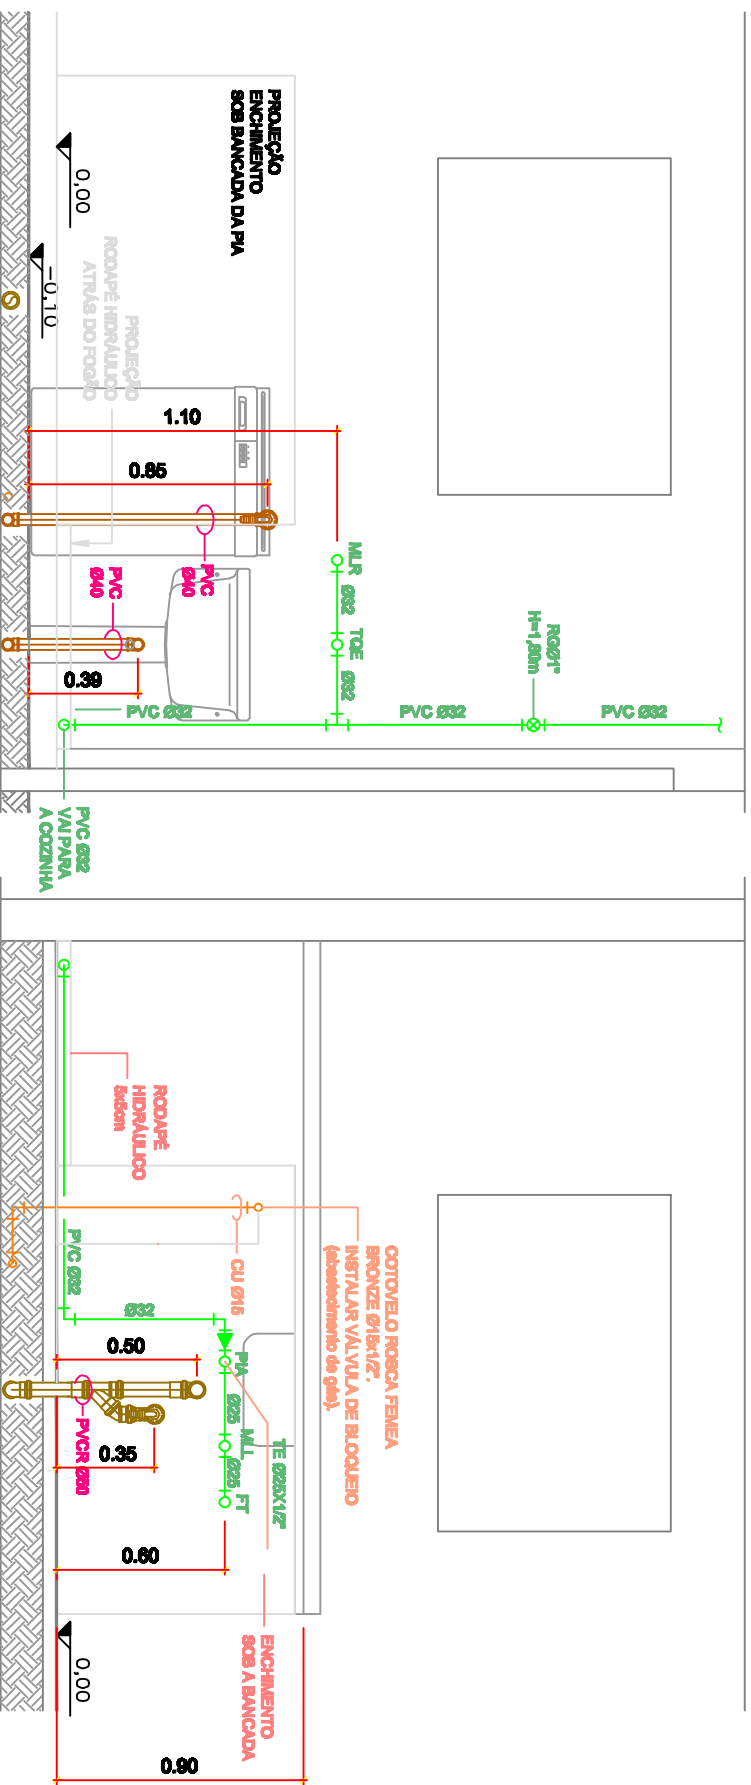 PROJEÇÃO
ENCHIMENTO
SOB BANCADA DA PIA
0,00
-0,10
PROJEÇÃO
RODAPÉ HIDRÁULICO
ATRÁS DO FOGÃO
S
1.10
0.85
PVC
Ø40
PVC
Ø40
0.39
MLR
Ø32
TQE
Ø32
RGØ1"
H=1,80m
PVC Ø32
PVC Ø32
PVC Ø32
PVC Ø32
VAI PARA
A COZINHA
RODAPÉ
HIDRÁULICO
5x5cm
COTOVELO ROSCA FEMEA
BRONZE Ø15x1/2".
INSTALAR VÁLVULA DE BLOQUEIO
(abastecimento de gás).
CU Ø15
PVC Ø32
Ø32
0.50
PIA
Ø25
MLL
Ø25
FT
TE Ø25X1/2"
PVCR Ø50
0.35
0.60
ENCHIMENTO
SOB A BANCADA
0,00
0.90